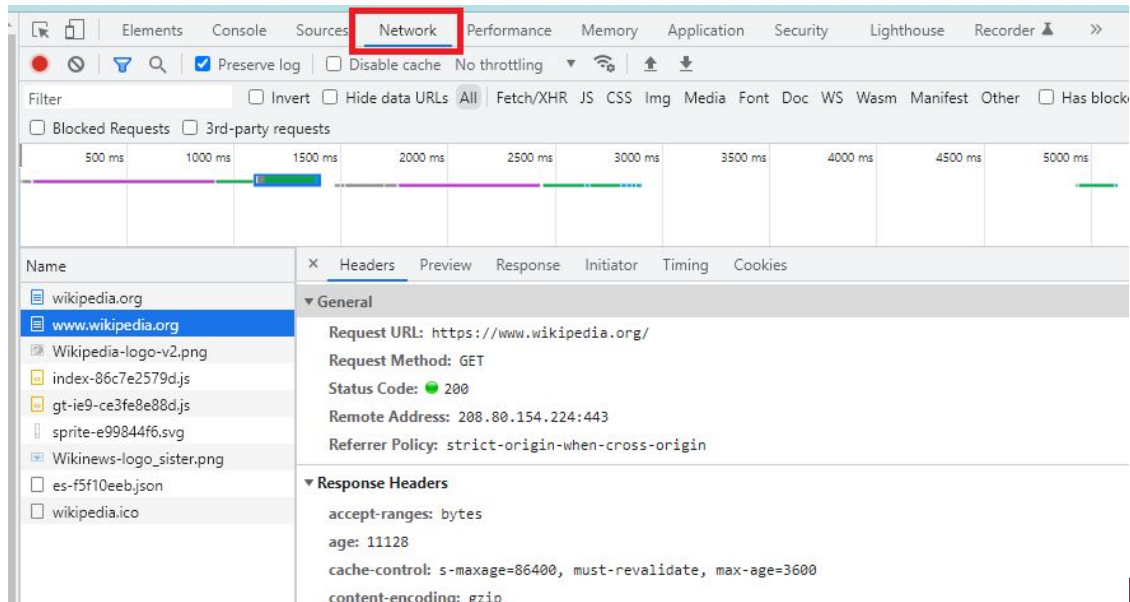 Elements Console Sources Network Performance Memory Application Security Lighthouse Recorder »
Preserve log Disable cache No throttling
Filter Invert Hide data URLs All Fetch/XHR JS CSS Img Media Font Doc WS Wasm Manifest Other Has blocke
Blocked Requests 3rd-party requests
500 ms 1000 ms 1500 ms 2000 ms 2500 ms 3000 ms 3500 ms 4000 ms 4500 ms 5000 ms
Name × Headers Preview Response Initiator Timing Cookies
wikipedia.org
www.wikipedia.org
Wikipedia-logo-v2.png
index-86c7e2579d.js
gt-ie9-ce3fe8e88d.js
sprite-e99844f6.svg
Wikinews-logo_sister.png
es-f5f10eeb.json
wikipedia.ico
General
Request URL: https://www.wikipedia.org/
Request Method: GET
Status Code: 200
Remote Address: 208.80.154.224:443
Referrer Policy: strict-origin-when-cross-origin
Response Headers
accept-ranges: bytes
age: 11128
cache-control: s-maxage=86400, must-revalidate, max-age=3600
content-encoding: gzip